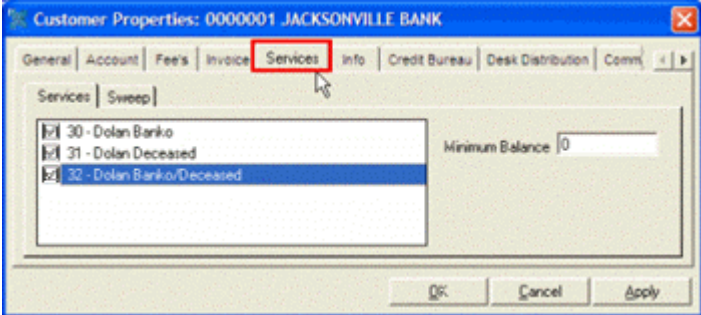 Customer Properties: 0000001 JACKSONVILLE BANK
General Account Fee's Invoice Services Info Credit Bureau Desk Distribution Comm
Services Sweep
30 - Dolan Banko
Minimum Balance 0
31 - Dolan Deceased
32 - Dolan Banko/Deceased
OK Cancel Apply